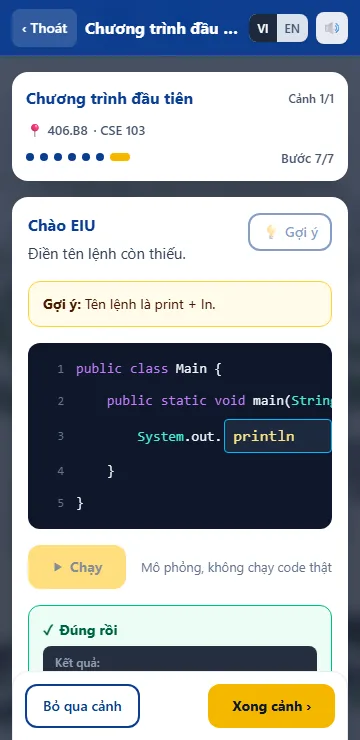 ‹ Thoát
Chương trình đầu ...
VI EN
Chương trình đầu tiên
Cảnh 1/1
406.B8 · CSE 103
Bước 7/7
Chào EIU
Gợi ý
Điền tên lệnh còn thiếu.
Gợi ý: Tên lệnh là print + ln.
1 public class Main {
2 public static void main(String
3 System.out. println
4 }
5 }
Chạy
Mô phỏng, không chạy code thật
✓ Đúng rồi
Kết quả:
Bỏ qua cảnh
Xong cảnh ›